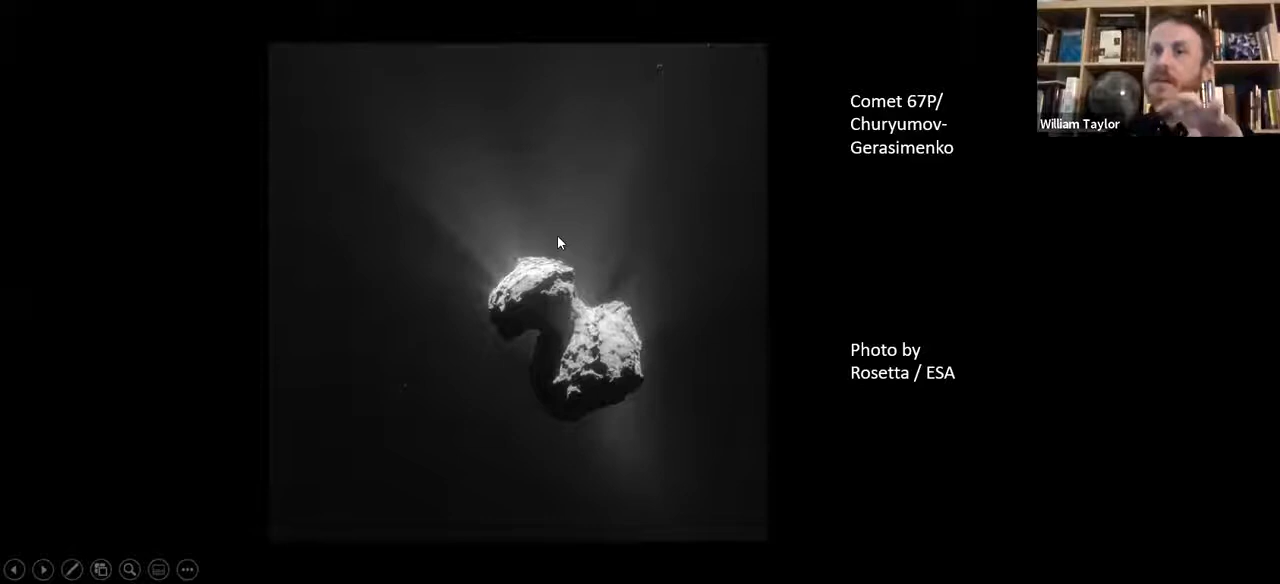 Comet 67P/
Churyumov-
Gerasimenko
William Taylor
Photo by
Rosetta / ESA